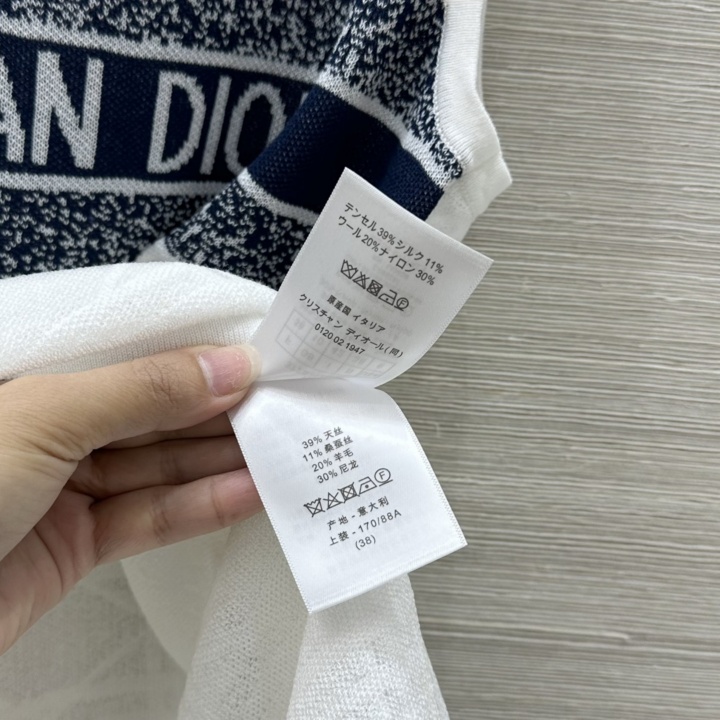 AN DIO
テンセル39%シルク11%
ウール20%ナイロン30%
F
原産国 イタリア
クリスチャン ディオール(同)
0120 02 1947
39% 天丝
11% 桑蚕丝
20% 羊毛
30% 尼龙
F
产地 - 意大利
上装 - 170/88A
(38)